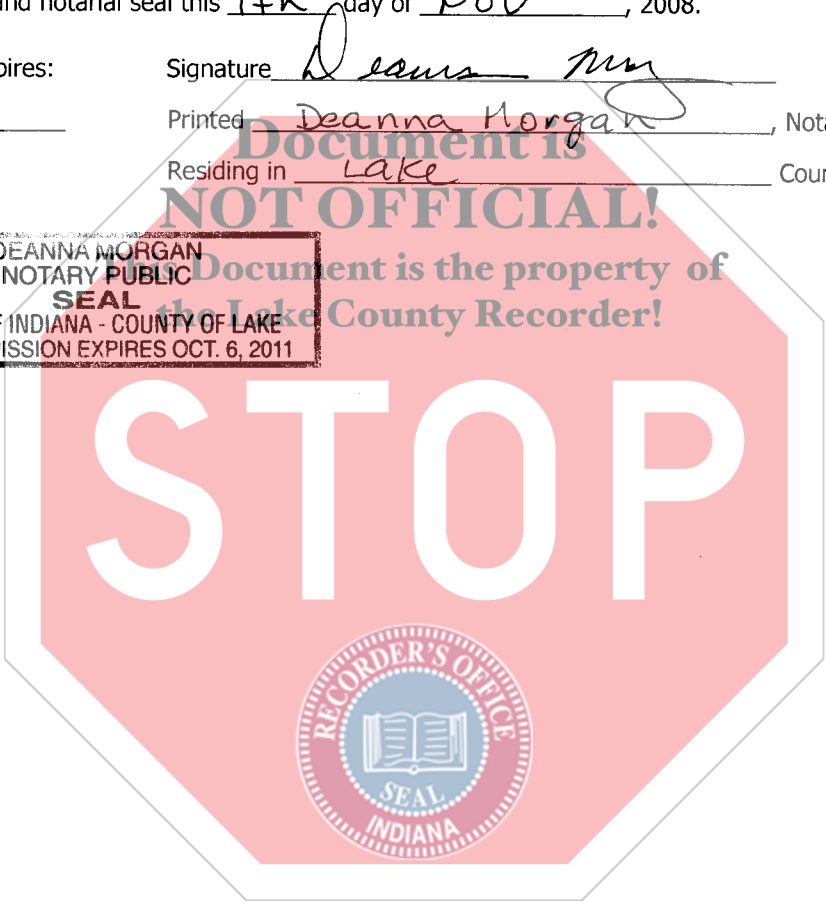 and notarial seal this 7th day of Nov, 2008.
pires:
Signature
Printed Deanna Morgan, Nota
Residing in Lake Coun
Document is
NOT OFFICIAL!
This Document is the property of
the Lake County Recorder!
DEANNA MORGAN
NOTARY PUBLIC
SEAL
F INDIANA - COUNTY OF LAKE
ISSION EXPIRES OCT. 6, 2011
STOP
RECORDER'S OFFICE
SEAL
INDIANA